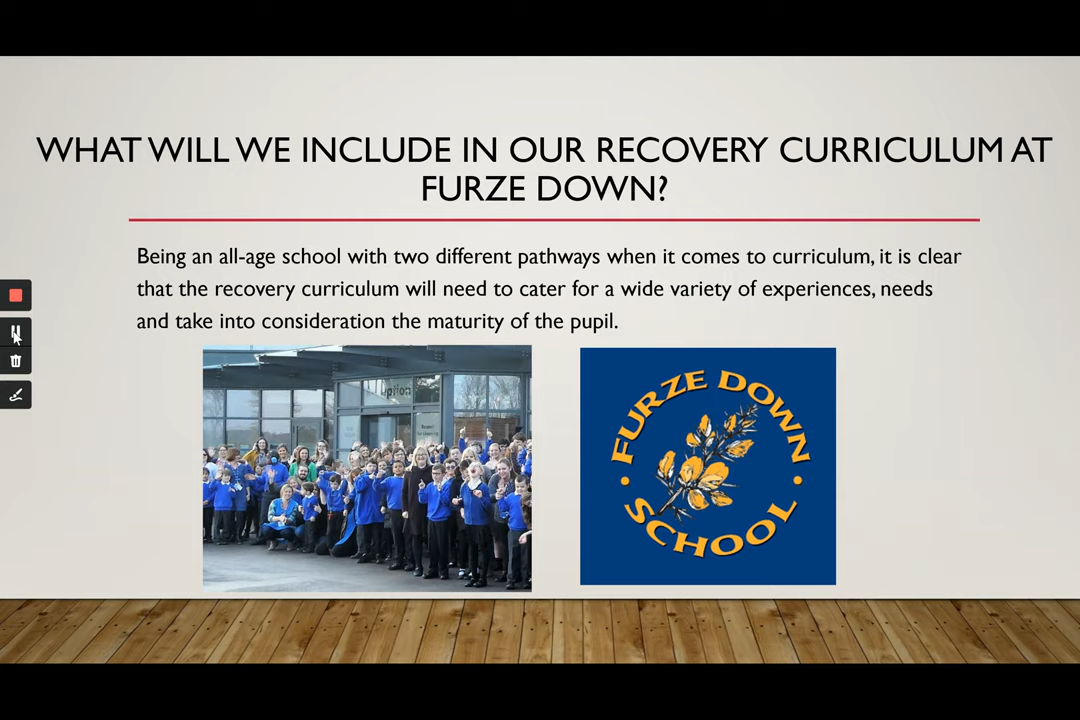 WHAT WILL WE INCLUDE IN OUR RECOVERY CURRICULUM AT
FURZE DOWN?
Being an all-age school with two different pathways when it comes to curriculum, it is clear
that the recovery curriculum will need to cater for a wide variety of experiences, needs
and take into consideration the maturity of the pupil.
FURZE DOWN
SCHOOL